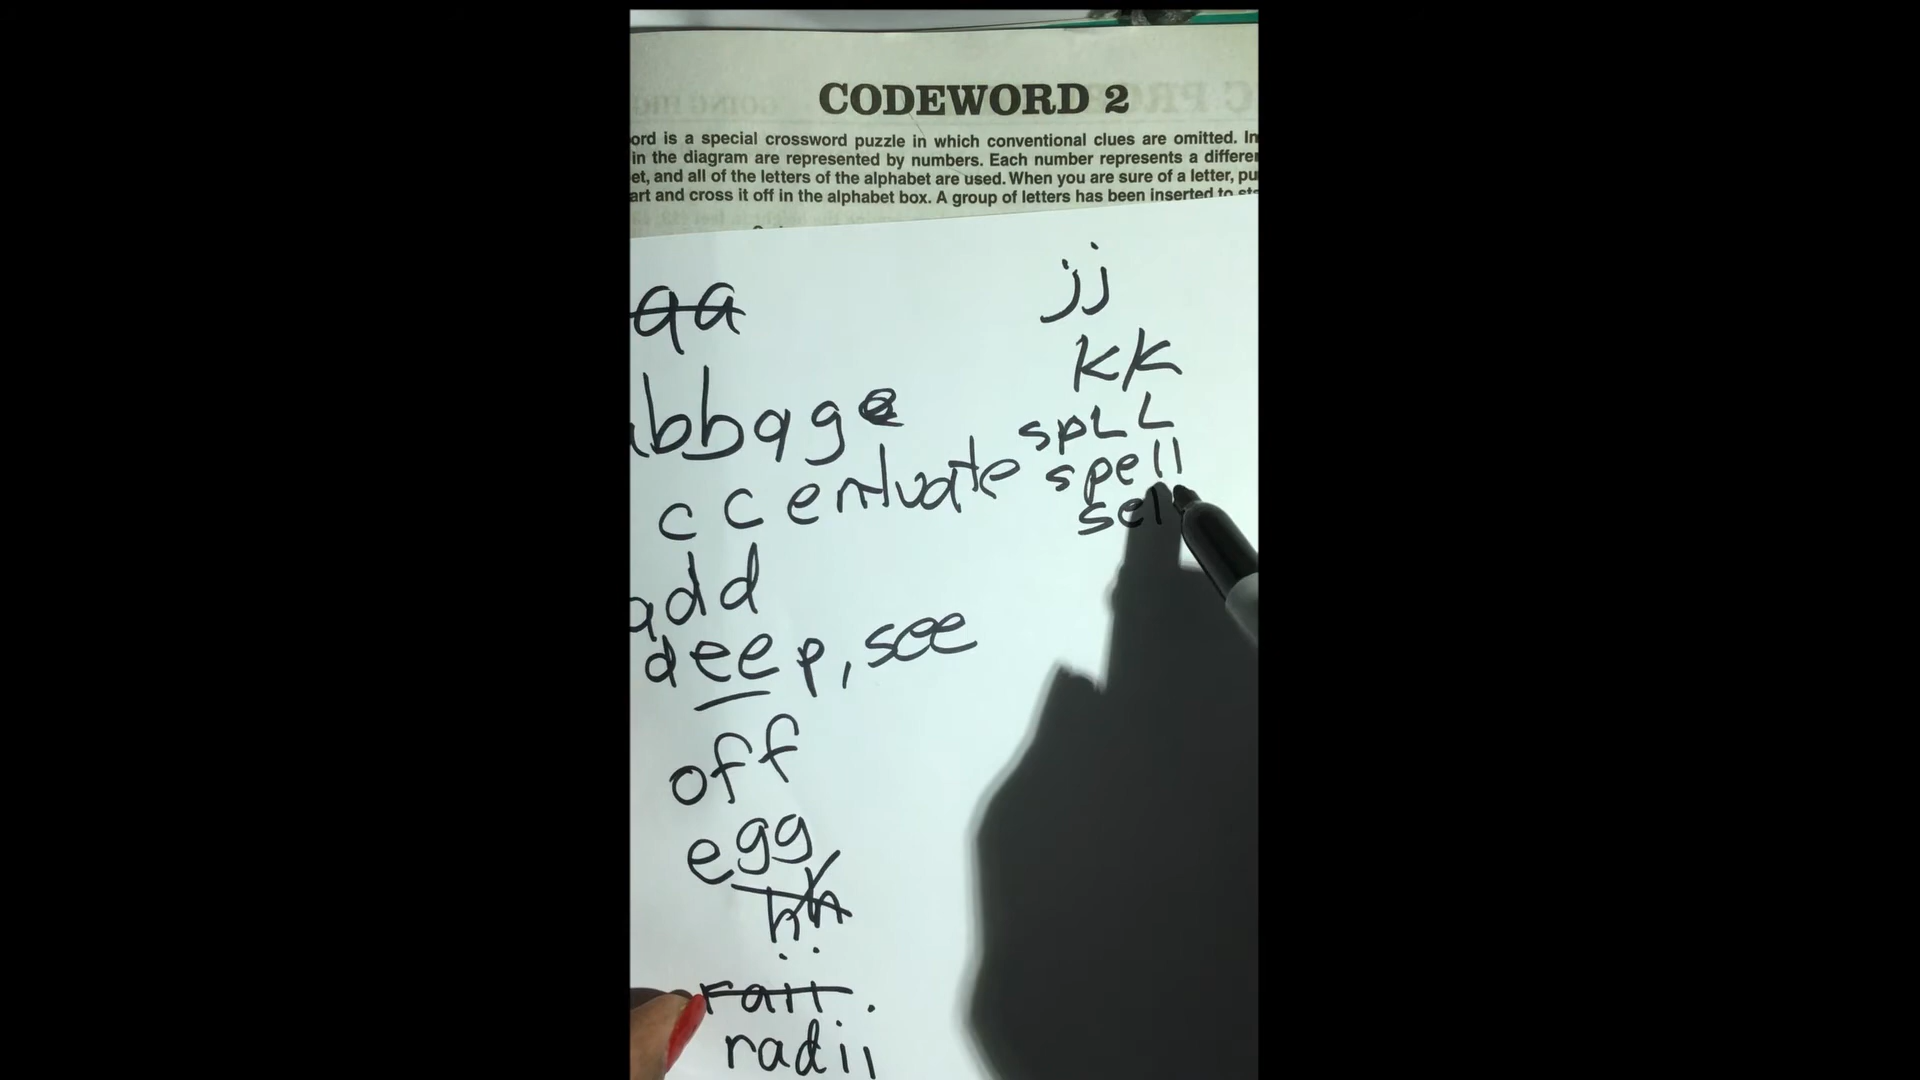 CODEWORD 2
ord is a special crossword puzzle in which conventional clues are omitted. In
in the diagram are represented by numbers. Each number represents a differe
et, and all of the letters of the alphabet are used. When you are sure of a letter, pu
art and cross it off in the alphabet box. A group of letters has been inserted to sta
aa
abbage
ccentuate
add
deep, see
off
egg
hh
raii
radii
jj
kk
spLL
spell
sel